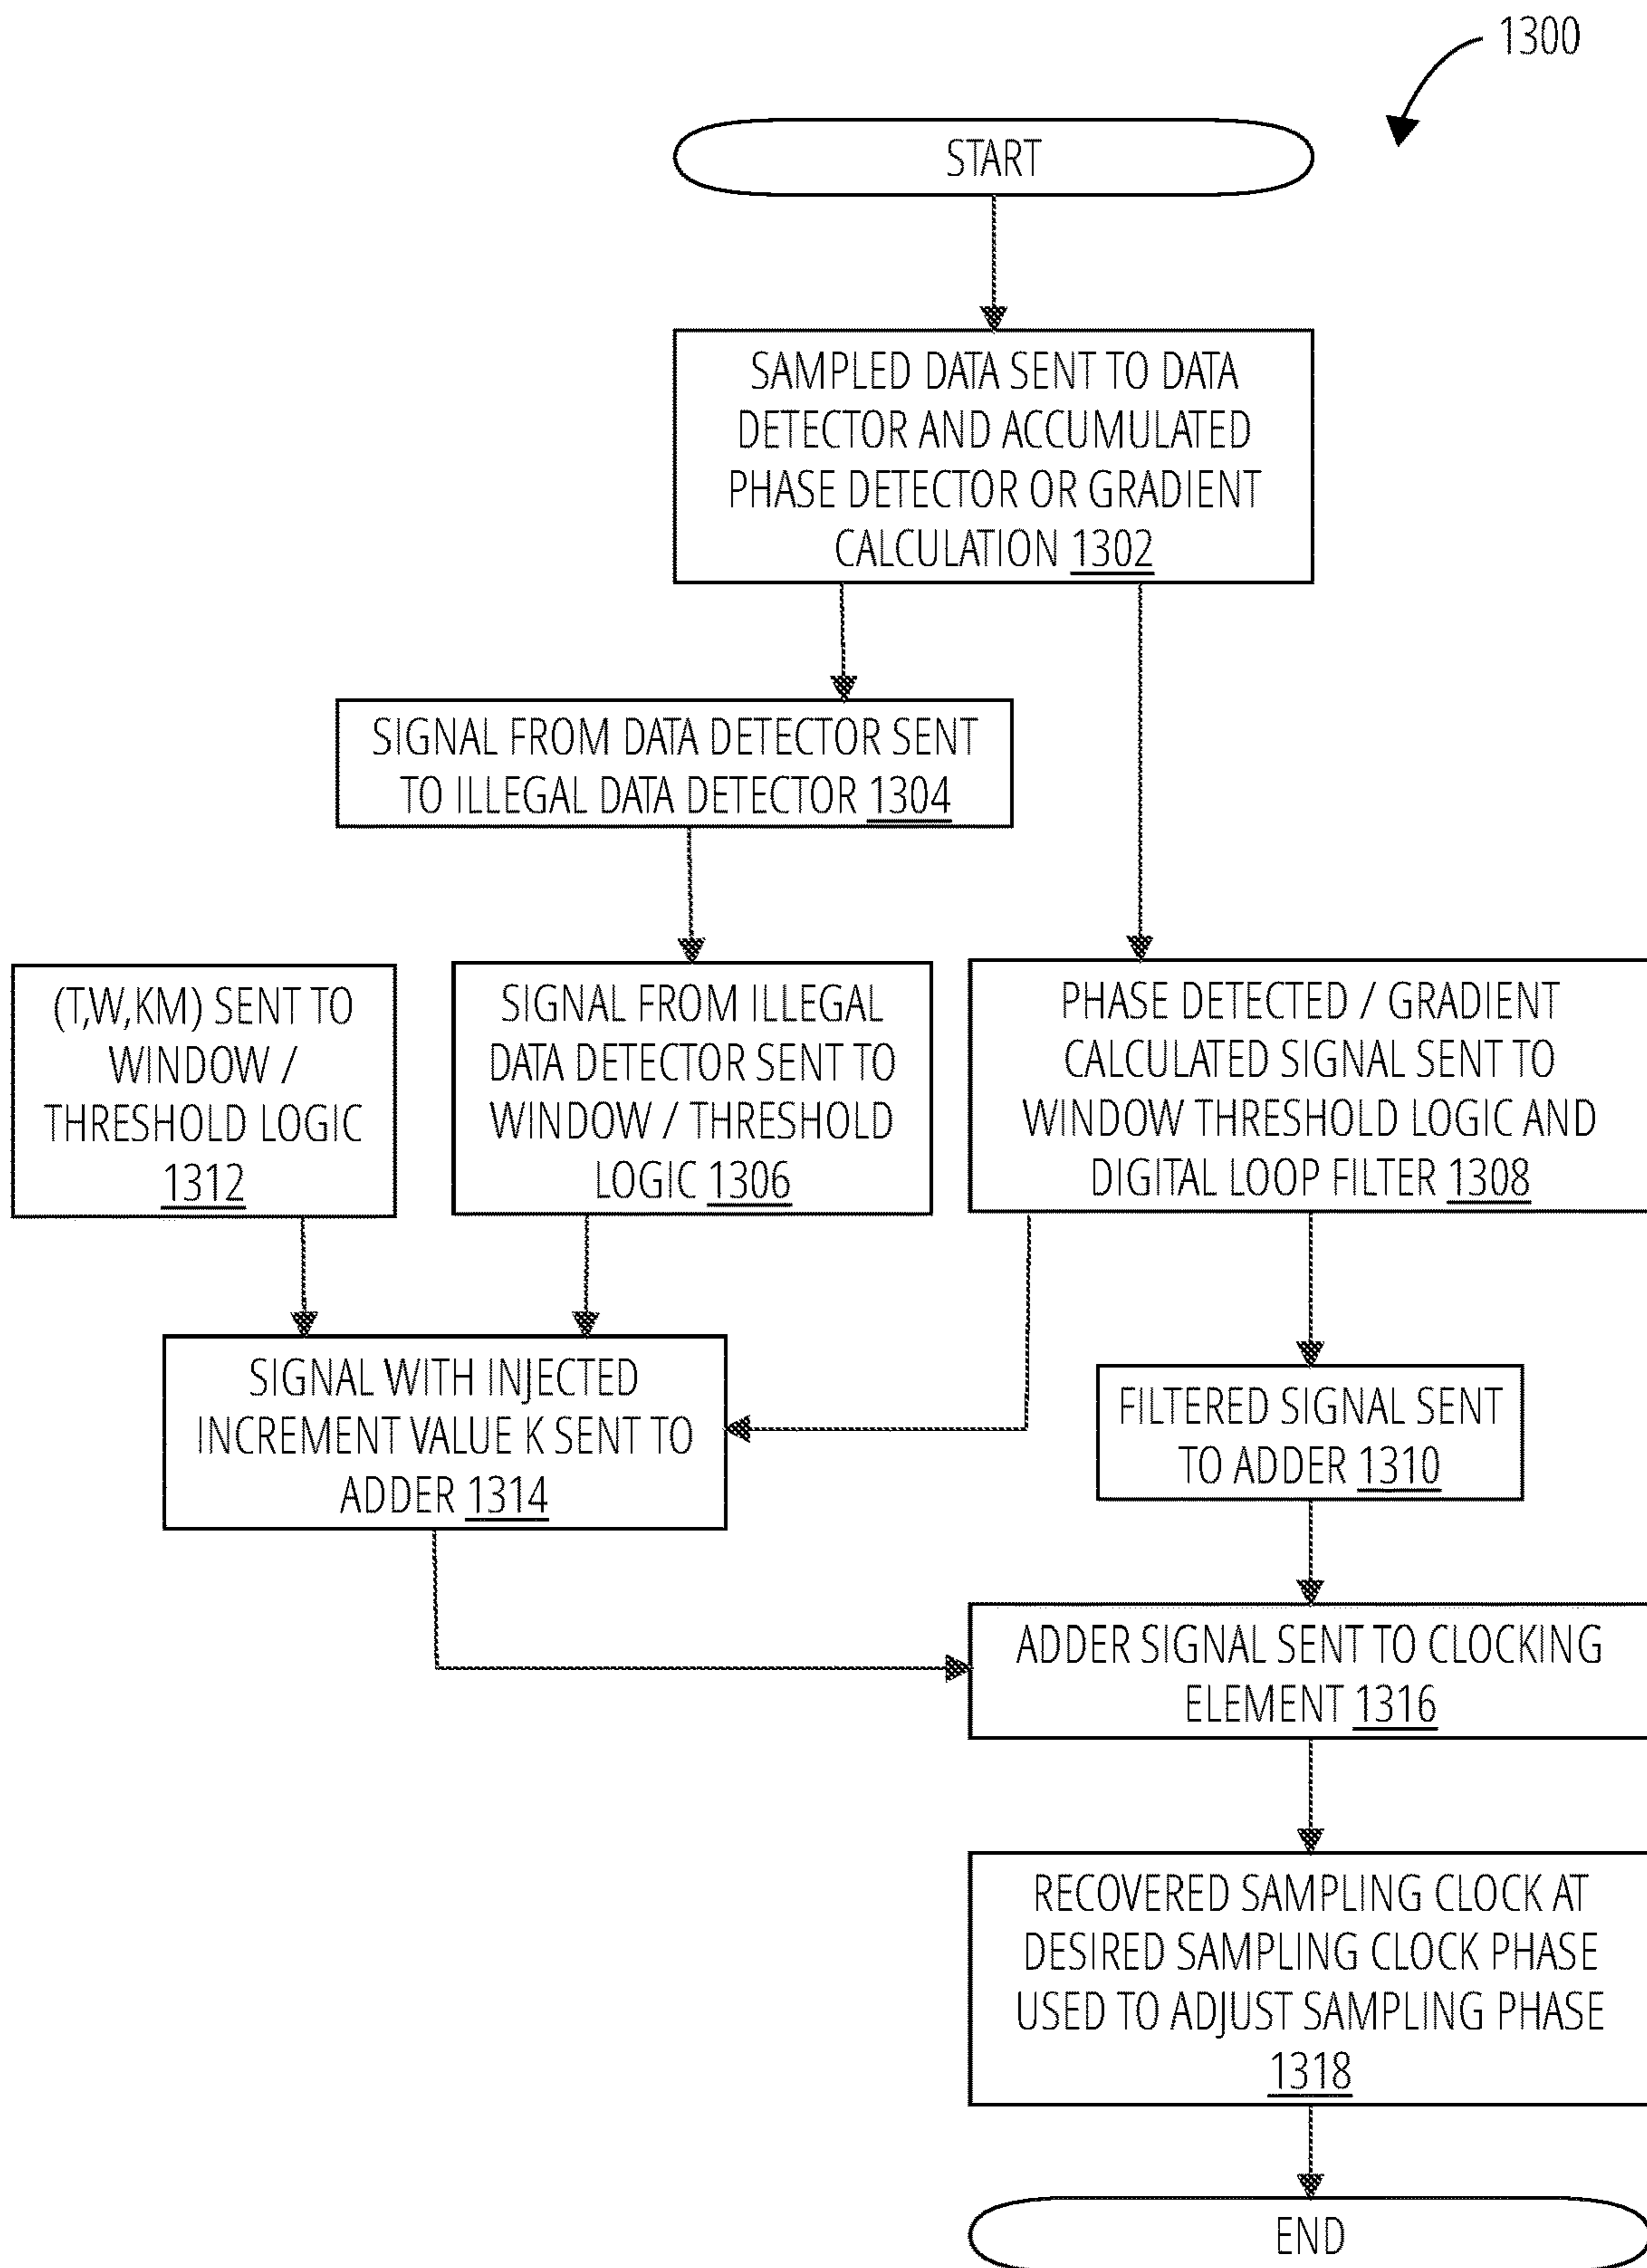 1300
START
SAMPLED DATA SENT TO DATA
DETECTOR AND ACCUMULATED
PHASE DETECTOR OR GRADIENT
CALCULATION 1302
SIGNAL FROM DATA DETECTOR SENT
TO ILLEGAL DATA DETECTOR 1304
(T,W,KM) SENT TO
WINDOW /
THRESHOLD LOGIC
1312
SIGNAL FROM ILLEGAL
DATA DETECTOR SENT TO
WINDOW / THRESHOLD
LOGIC 1306
PHASE DETECTED / GRADIENT
CALCULATED SIGNAL SENT TO
WINDOW THRESHOLD LOGIC AND
DIGITAL LOOP FILTER 1308
SIGNAL WITH INJECTED
INCREMENT VALUE K SENT TO
ADDER 1314
FILTERED SIGNAL SENT
TO ADDER 1310
ADDER SIGNAL SENT TO CLOCKING
ELEMENT 1316
RECOVERED SAMPLING CLOCK AT
DESIRED SAMPLING CLOCK PHASE
USED TO ADJUST SAMPLING PHASE
1318
END